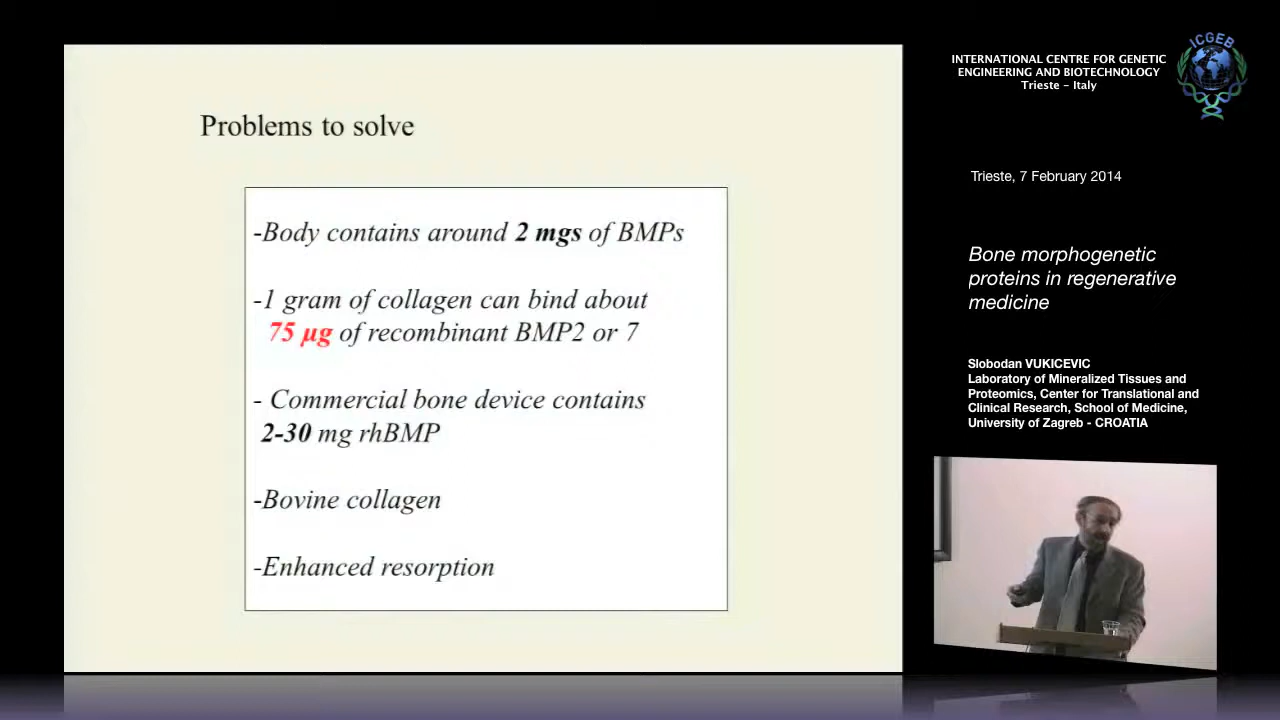 INTERNATIONAL CENTRE FOR GENETIC
ENGINEERING AND BIOTECHNOLOGY
Trieste - Italy
ICGEB
Problems to solve
-Body contains around 2 mgs of BMPs
-1 gram of collagen can bind about
75 µg of recombinant BMP2 or 7
- Commercial bone device contains
2-30 mg rhBMP
-Bovine collagen
-Enhanced resorption
Trieste, 7 February 2014
Bone morphogenetic
proteins in regenerative
medicine
Slobodan VUKICEVIC
Laboratory of Mineralized Tissues and
Proteomics, Center for Translational and
Clinical Research, School of Medicine,
University of Zagreb - CROATIA